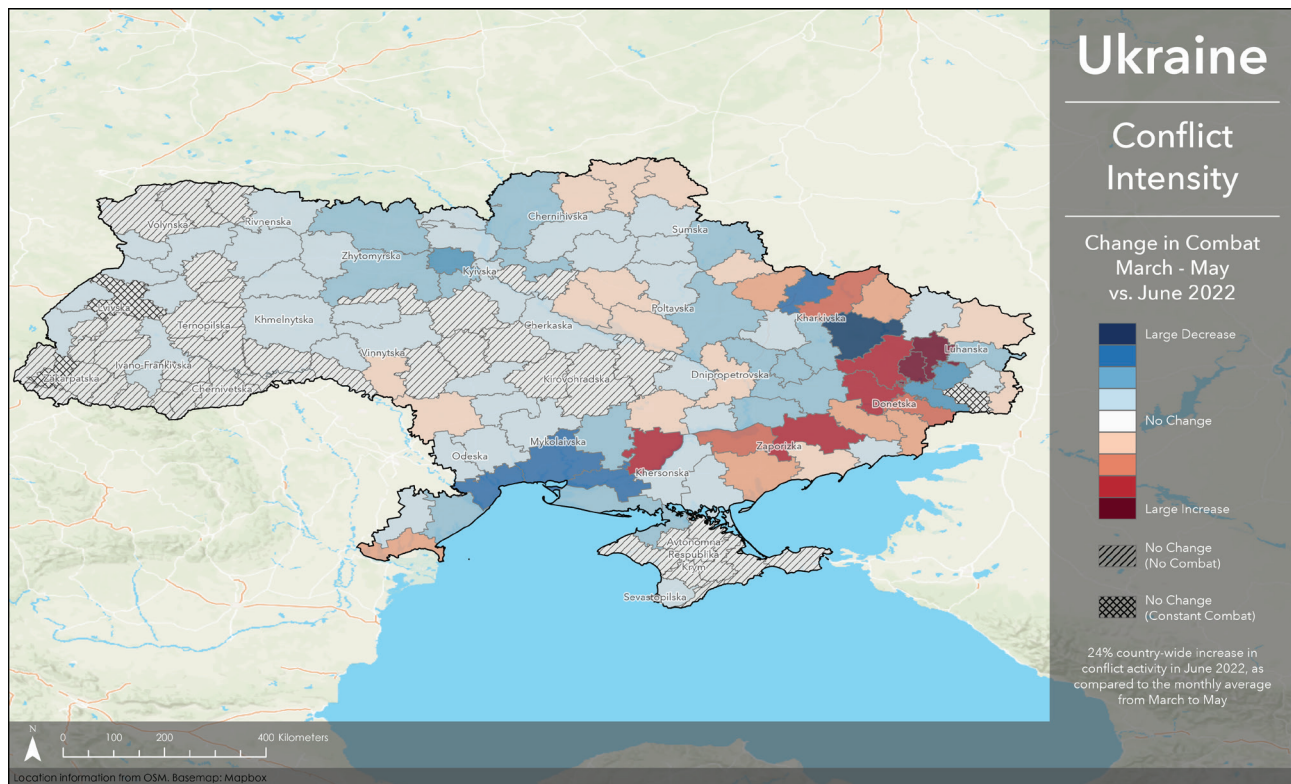 Ukraine
Conflict
Intensity
Change in Combat
March - May
vs. June 2022
Large Decrease
No Change
Large Increase
No Change
(No Combat)
No Change
(Constant Combat)
24% country-wide increase in
conflict activity in June 2022, as
compared to the monthly average
from March to May
Volynska
Rivnenska
Chernihivska
Sumska
Zhytomyrska
Kyivska
Lvivska
Ternopilska
Khmelnytska
Cherkaska
Poltavska
Kharkivska
Luhanska
Ivano-Frankivska
Vinnytska
Zakarpatska
Chernivetska
Kirovohradska
Dnipropetrovska
Donetska
Mykolaivska
Zaporizka
Odeska
Khersonska
Avtonomna
Respublika
Krym
Sevastopilska
N
0 100 200 400 Kilometers
Location information from OSM. Basemap: Mapbox